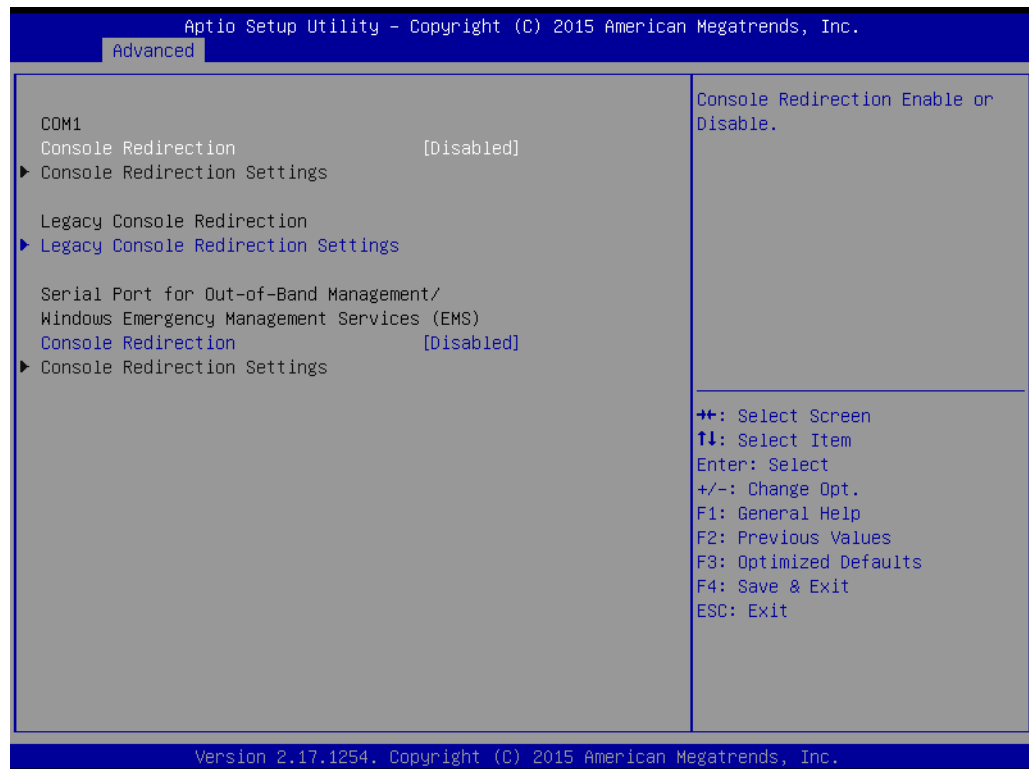 Aptio Setup Utility – Copyright (C) 2015 American Megatrends, Inc.
Advanced
COM1
Console Redirection [Disabled]
▶ Console Redirection Settings
Legacy Console Redirection
▶ Legacy Console Redirection Settings
Serial Port for Out-of-Band Management/
Windows Emergency Management Services (EMS)
Console Redirection [Disabled]
▶ Console Redirection Settings
Console Redirection Enable or
Disable.
→←: Select Screen
↑↓: Select Item
Enter: Select
+/-: Change Opt.
F1: General Help
F2: Previous Values
F3: Optimized Defaults
F4: Save & Exit
ESC: Exit
Version 2.17.1254. Copyright (C) 2015 American Megatrends, Inc.